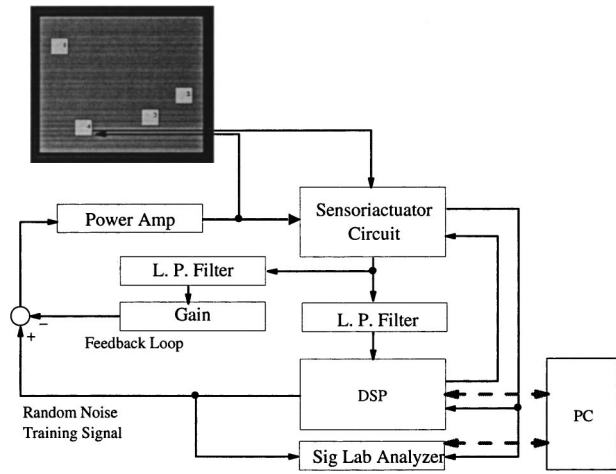 Power Amp
Sensoriactuator
Circuit
L. P. Filter
Gain
L. P. Filter
−
+
Feedback Loop
DSP
PC
Random Noise
Training Signal
Sig Lab Analyzer